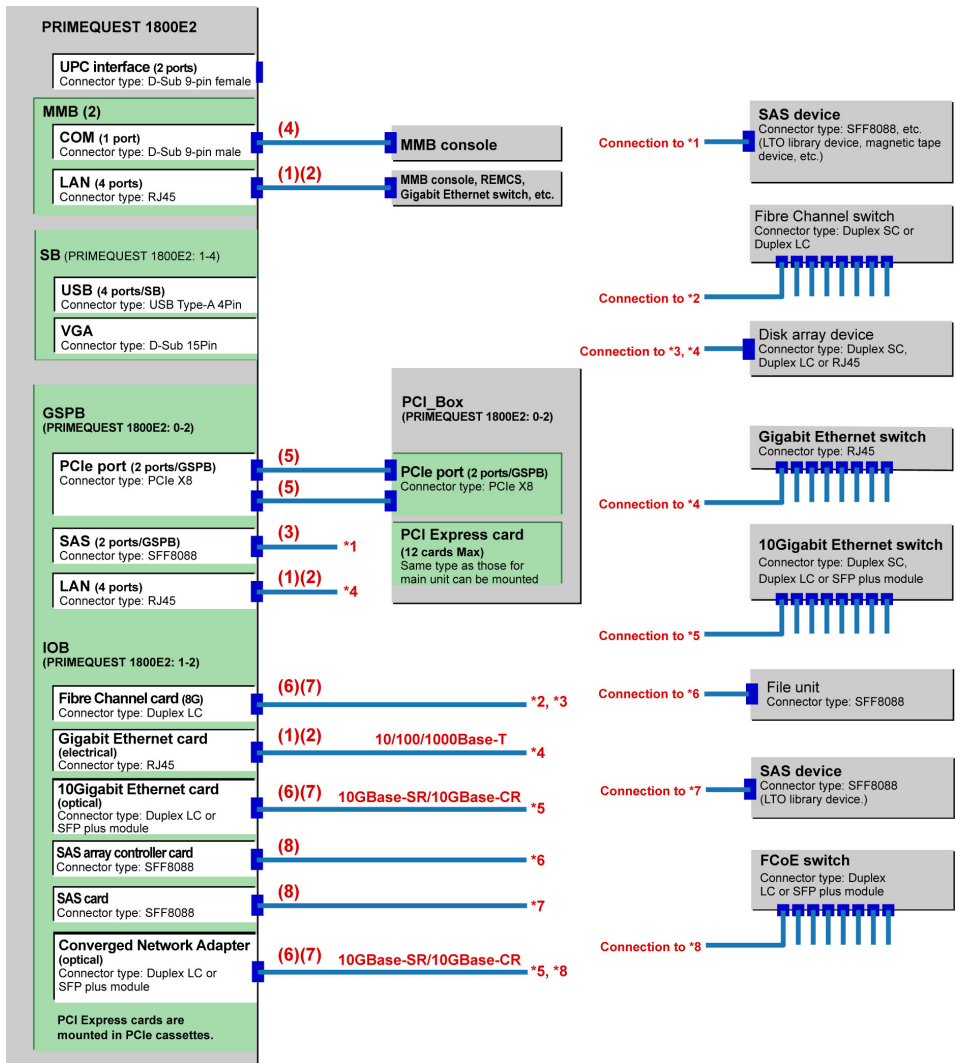 PRIMEQUEST 1800E2
UPC interface (2 ports)
Connector type: D-Sub 9-pin female
MMB (2)
COM (1 port)
Connector type: D-Sub 9-pin male
(4)
MMB console
LAN (4 ports)
Connector type: RJ45
(1)(2)
MMB console, REMCS,
Gigabit Ethernet switch, etc.
SB (PRIMEQUEST 1800E2: 1-4)
USB (4 ports/SB)
Connector type: USB Type-A 4Pin
VGA
Connector type: D-Sub 15Pin
GSPB
(PRIMEQUEST 1800E2: 0-2)
PCIe port (2 ports/GSPB)
Connector type: PCIe X8
(5)
(5)
SAS (2 ports/GSPB)
Connector type: SFF8088
(3)
*1
LAN (4 ports)
Connector type: RJ45
(1)(2)
*4
PCI_Box
(PRIMEQUEST 1800E2: 0-2)
PCIe port (2 ports/GSPB)
Connector type: PCIe X8
PCI Express card
(12 cards Max)
Same type as those for
main unit can be mounted
IOB
(PRIMEQUEST 1800E2: 1-2)
Fibre Channel card (8G)
Connector type: Duplex LC
(6)(7)
*2, *3
Gigabit Ethernet card
(electrical)
Connector type: RJ45
(1)(2)
10/100/1000Base-T
*4
10Gigabit Ethernet card
(optical)
Connector type: Duplex LC or
SFP plus module
(6)(7)
10GBase-SR/10GBase-CR
*5
SAS array controller card
Connector type: SFF8088
(8)
*6
SAS card
Connector type: SFF8088
(8)
*7
Converged Network Adapter
(optical)
Connector type: Duplex LC or
SFP plus module
(6)(7)
10GBase-SR/10GBase-CR
*5, *8
PCI Express cards are
mounted in PCIe cassettes.
Connection to *1
SAS device
Connector type: SFF8088, etc.
(LTO library device, magnetic tape
device, etc.)
Fibre Channel switch
Connector type: Duplex SC or
Duplex LC
Connection to *2
Connection to *3, *4
Disk array device
Connector type: Duplex SC,
Duplex LC or RJ45
Gigabit Ethernet switch
Connector type: RJ45
Connection to *4
10Gigabit Ethernet switch
Connector type: Duplex SC,
Duplex LC or SFP plus module
Connection to *5
Connection to *6
File unit
Connector type: SFF8088
Connection to *7
SAS device
Connector type: SFF8088
(LTO library device.)
FCoE switch
Connector type: Duplex
LC or SFP plus module
Connection to *8